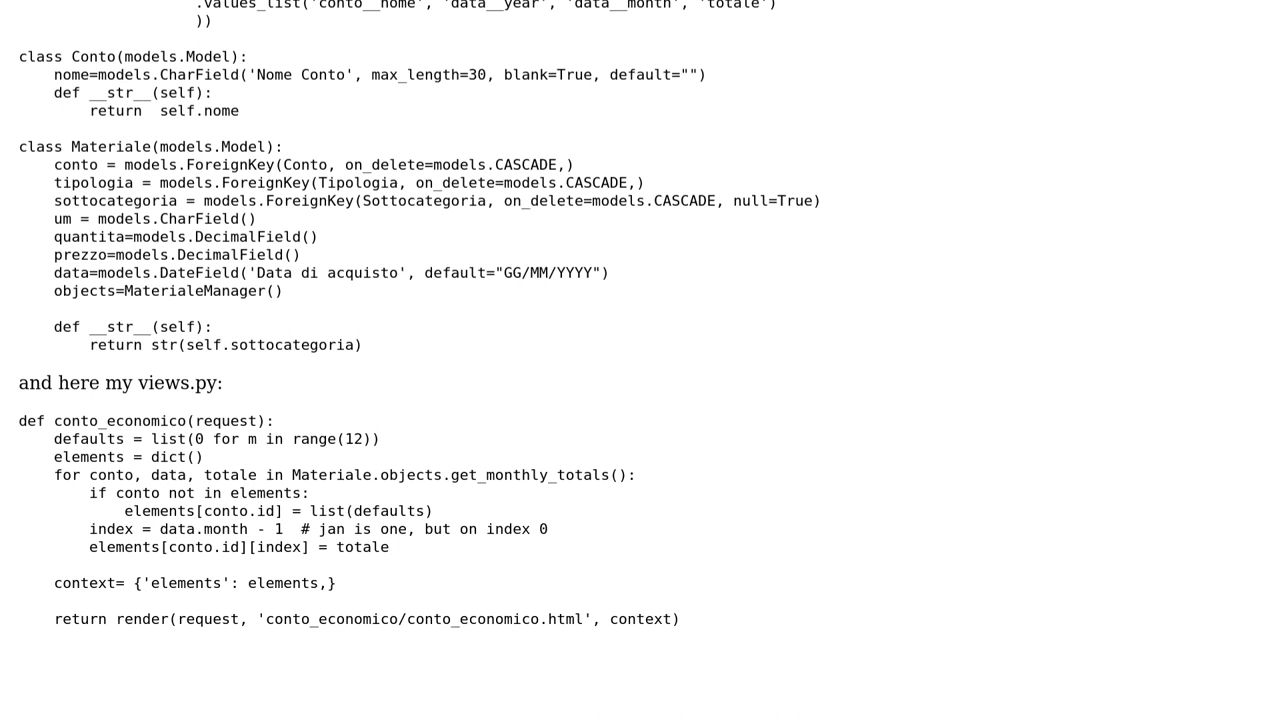 .values_list('conto__nome', 'data__year', 'data__month', 'totale')
))
class Conto(models.Model):
nome=models.CharField('Nome Conto', max_length=30, blank=True, default="")
def __str__(self):
return  self.nome
class Materiale(models.Model):
conto = models.ForeignKey(Conto, on_delete=models.CASCADE,)
tipologia = models.ForeignKey(Tipologia, on_delete=models.CASCADE,)
sottocategoria = models.ForeignKey(Sottocategoria, on_delete=models.CASCADE, null=True)
um = models.CharField()
quantita=models.DecimalField()
prezzo=models.DecimalField()
data=models.DateField('Data di acquisto', default="GG/MM/YYYY")
objects=MaterialeManager()
def __str__(self):
return str(self.sottocategoria)
and here my views.py:
def conto_economico(request):
defaults = list(0 for m in range(12))
elements = dict()
for conto, data, totale in Materiale.objects.get_monthly_totals():
if conto not in elements:
elements[conto.id] = list(defaults)
index = data.month - 1  # jan is one, but on index 0
elements[conto.id][index] = totale
context= {'elements': elements,}
return render(request, 'conto_economico/conto_economico.html', context)